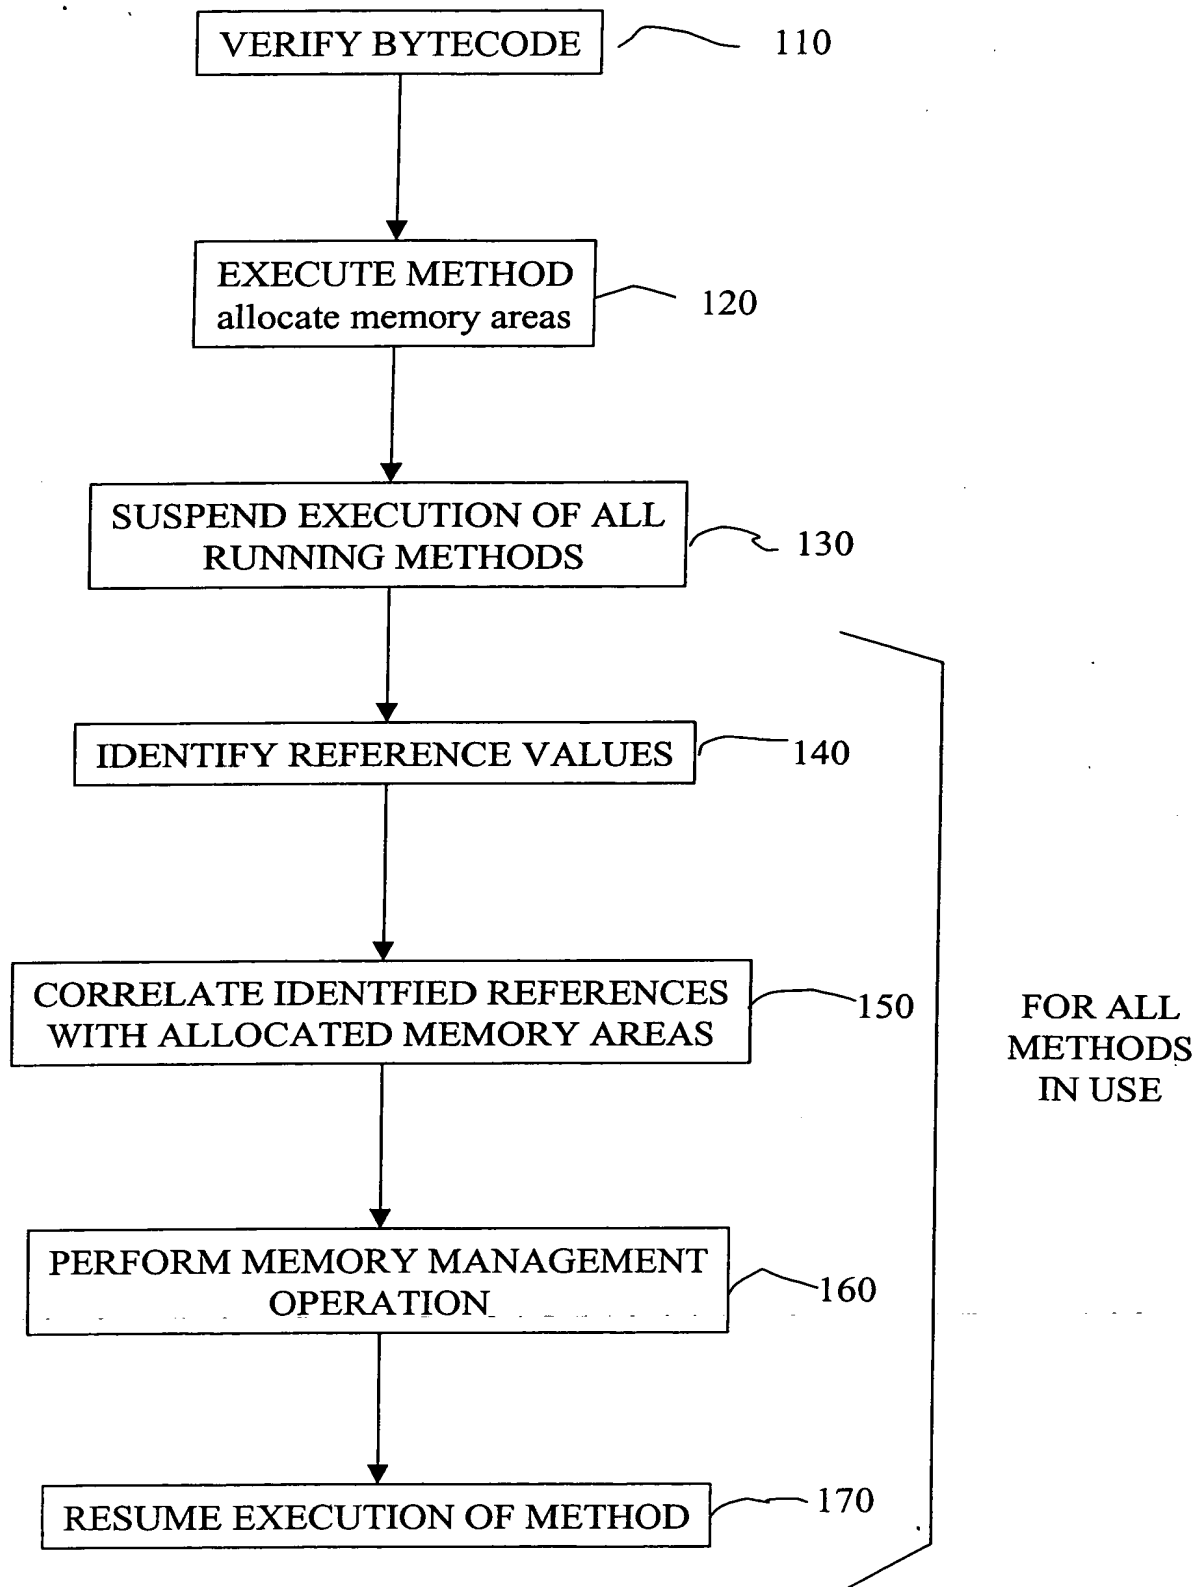 VERIFY BYTECODE
110
EXECUTE METHOD
allocate memory areas
120
SUSPEND EXECUTION OF ALL
RUNNING METHODS
130
IDENTIFY REFERENCE VALUES
140
CORRELATE IDENTFIED REFERENCES
WITH ALLOCATED MEMORY AREAS
150
FOR ALL
METHODS
IN USE
PERFORM MEMORY MANAGEMENT
OPERATION
160
RESUME EXECUTION OF METHOD
170